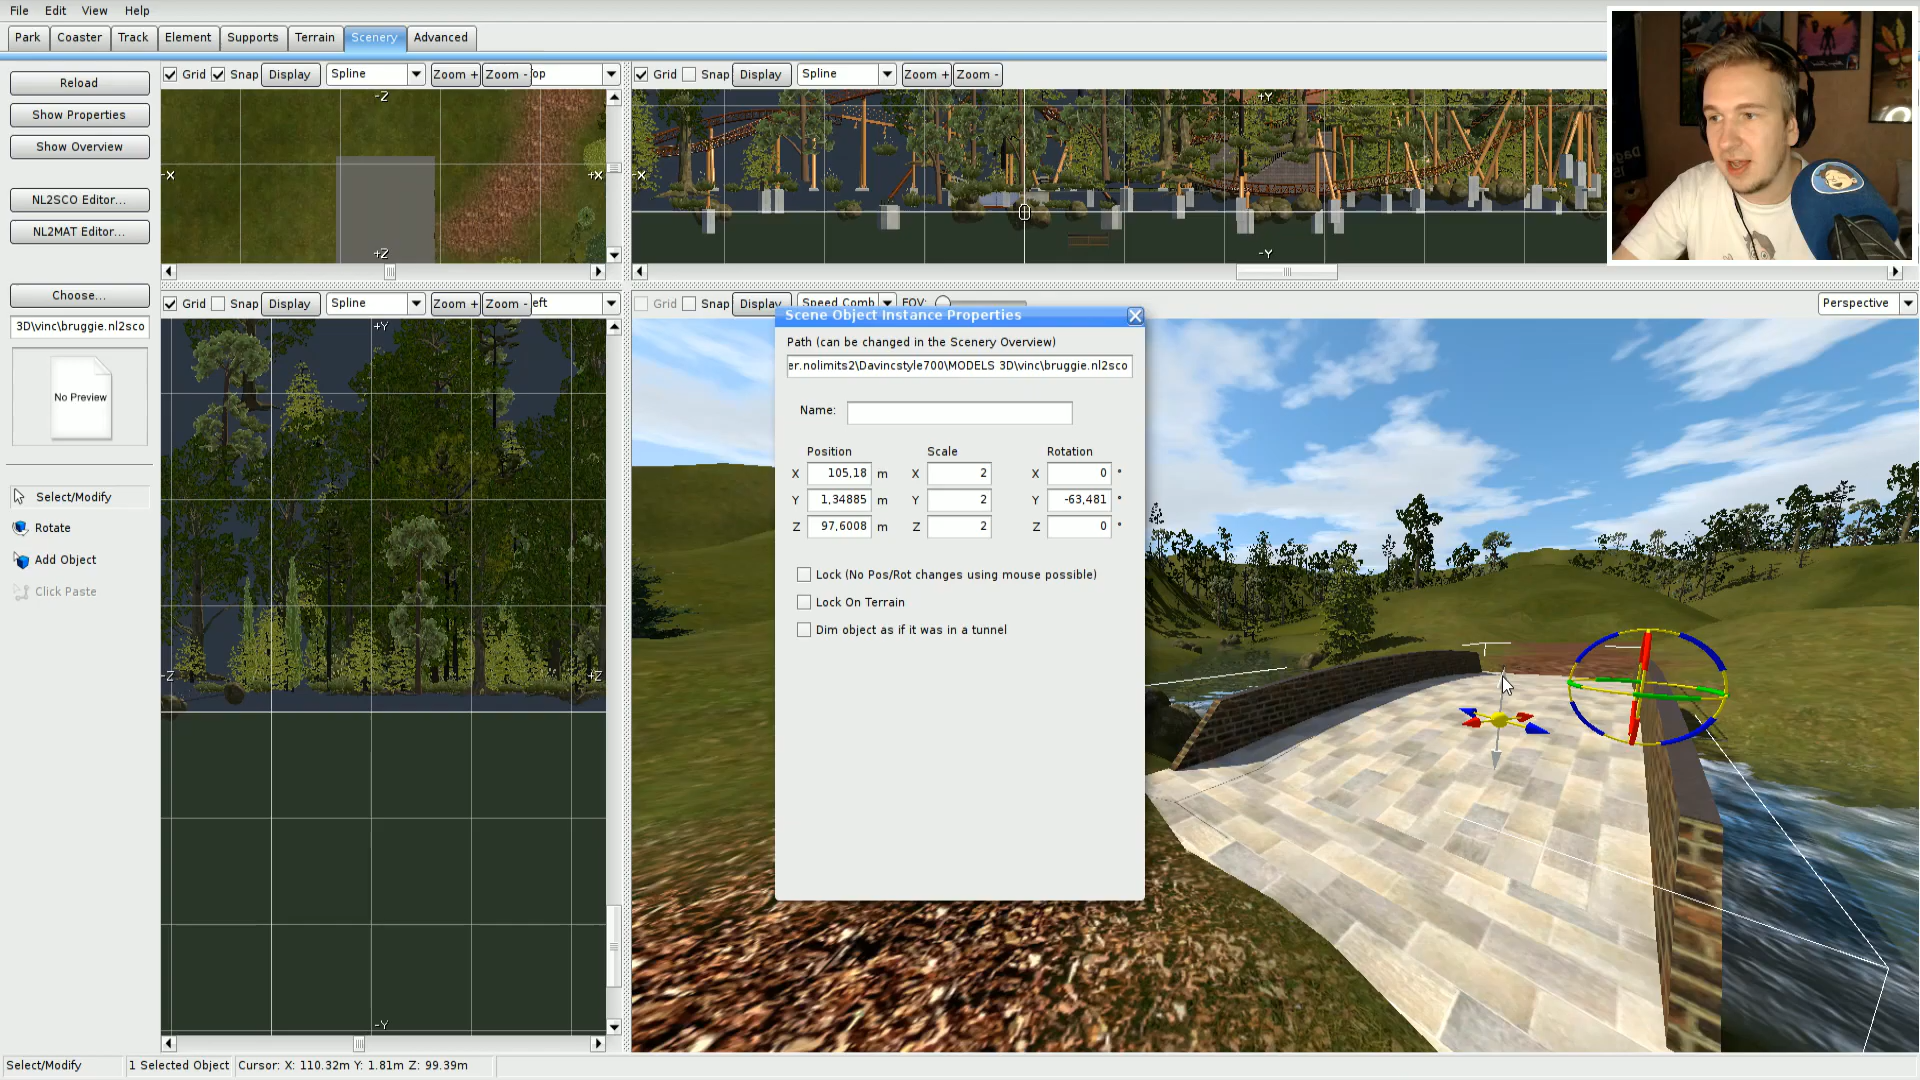 File Edit View Help
Park Coaster Track Element Supports Terrain Scenery Advanced
Reload
Show Properties
Show Overview
NL2SCO Editor...
NL2MAT Editor...
Choose...
3D\vinc\bruggie.nl2sco
No Preview
Select/Modify
Rotate
Add Object
Click Paste
Grid Snap Display Spline Zoom + Zoom - op
-Z
-X +X
+Z
Grid Snap Display Spline Zoom + Zoom -
+Y
-X
-Y
Grid Snap Display Spline Zoom + Zoom - eft
+Y
-Z +Z
-Y
Grid Snap Display Speed Comb FOV: Perspective
Scene Object Instance Properties
Path (can be changed in the Scenery Overview)
er.nolimits2\Davincstyle700\MODELS 3D\vinc\bruggie.nl2sco
Name:
Position Scale Rotation
X 105,18 m X 2 X 0 °
Y 1,34885 m Y 2 Y -63,481 °
Z 97,6008 m Z 2 Z 0 °
Lock (No Pos/Rot changes using mouse possible)
Lock On Terrain
Dim object as if it was in a tunnel
Select/Modify 1 Selected Object Cursor: X: 110.32m Y: 1.81m Z: 99.39m